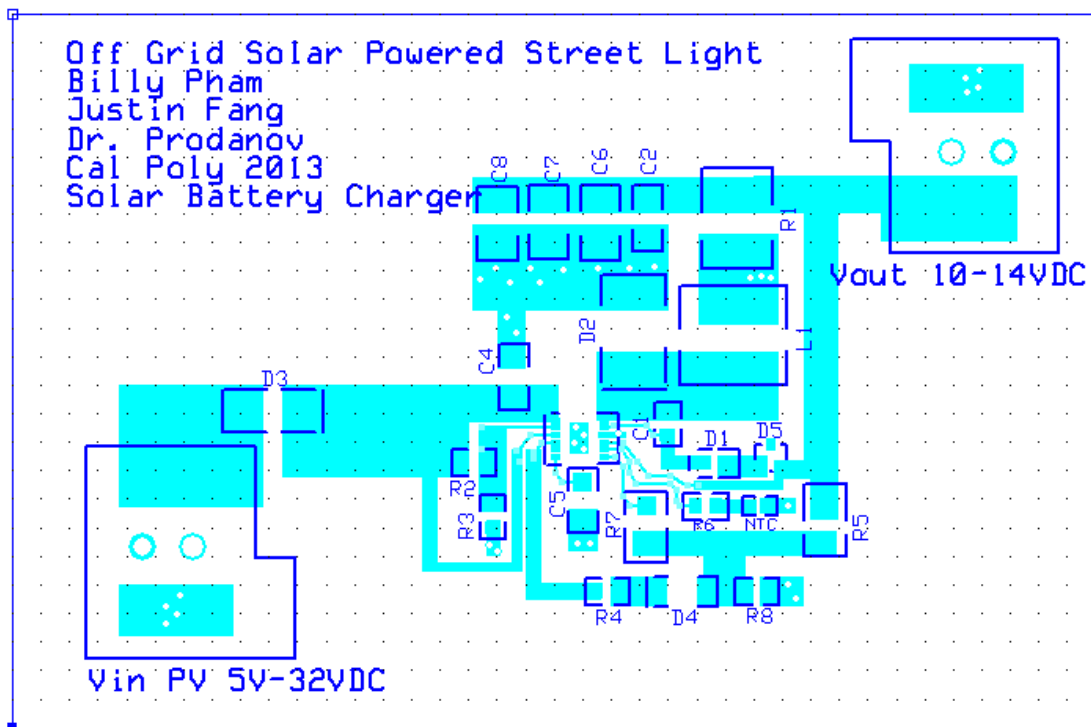 Off Grid Solar Powered Street Light
Billy Pham
Justin Fang
Dr. Prodanov
Cal Poly 2013
Solar Battery Charger
C8
C7
C6
C2
R1
Vout 10-14VDC
D2
L1
C4
D3
C1
D1
D5
R2
R3
C5
R7
R6
NTC
R5
R4
D4
R8
Vin PV 5V-32VDC